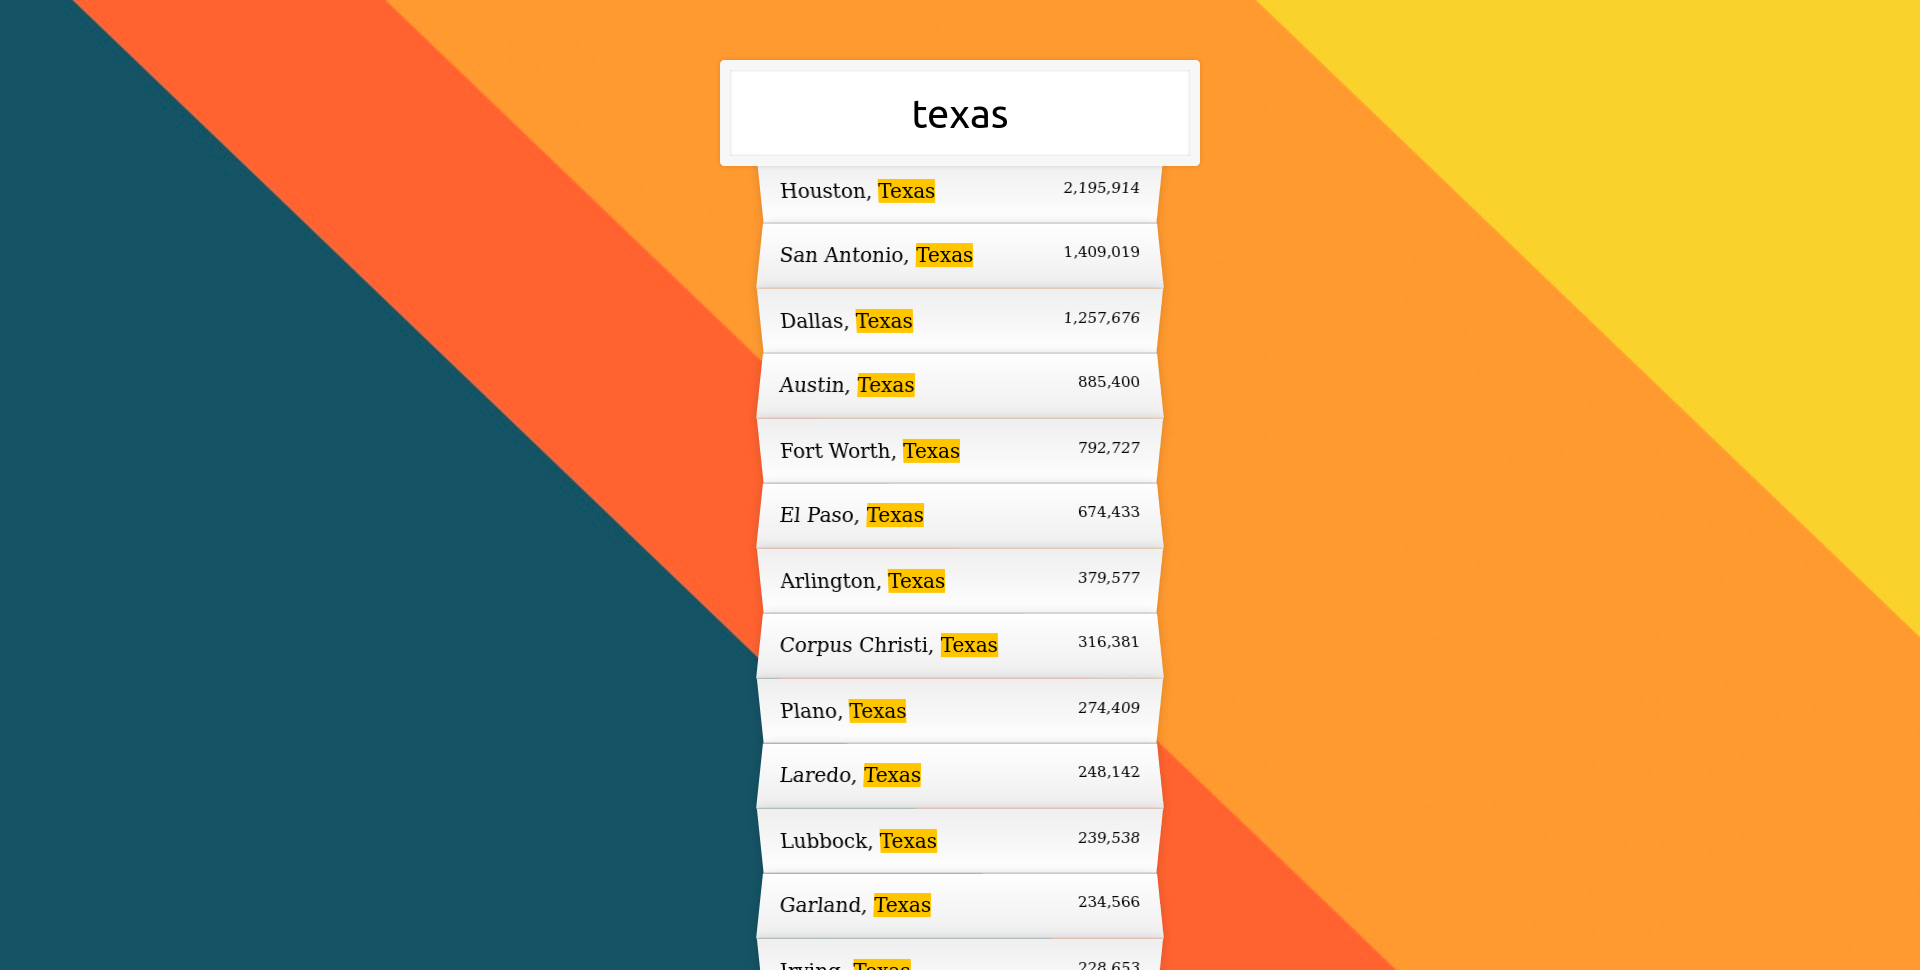 texas
Houston, Texas 2,195,914
San Antonio, Texas 1,409,019
Dallas, Texas 1,257,676
Austin, Texas 885,400
Fort Worth, Texas 792,727
El Paso, Texas 674,433
Arlington, Texas 379,577
Corpus Christi, Texas 316,381
Plano, Texas 274,409
Laredo, Texas 248,142
Lubbock, Texas 239,538
Garland, Texas 234,566
Irving, Texas 228,653